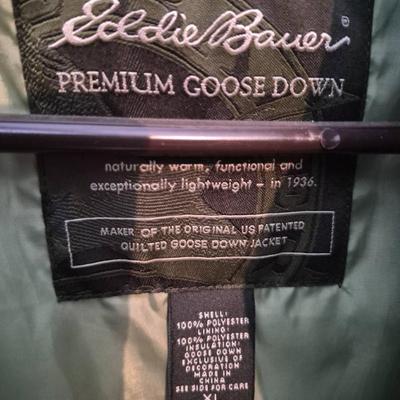 Eddie Bauer®
PREMIUM GOOSE DOWN
naturally warm, functional and
exceptionally lightweight – in 1936.
MAKER OF THE ORIGINAL US PATENTED
QUILTED GOOSE DOWN JACKET
SHELL:
100% POLYESTER
LINING:
100% POLYESTER
INSULATION:
GOOSE DOWN
EXCLUSIVE OF
DECORATION
MADE IN
CHINA
SEE SIDE FOR CARE
XL